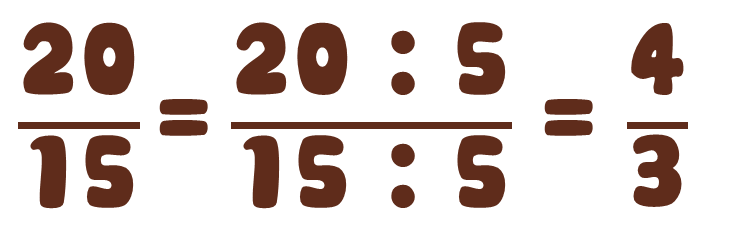 20/15 = 20 : 5/15 : 5 = 4/3